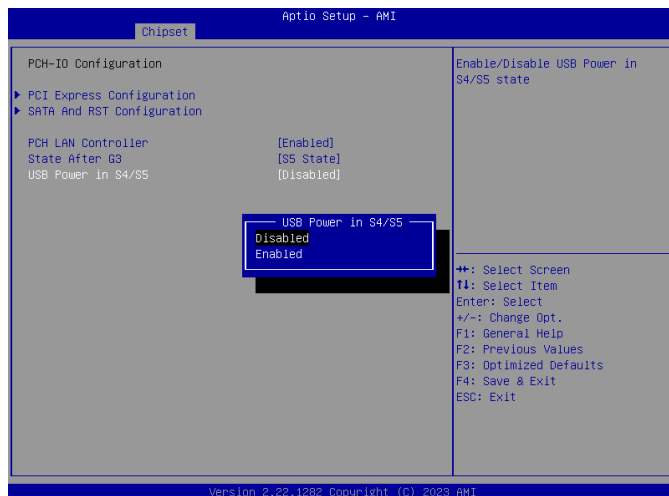 Aptio Setup - AMI
Chipset
PCH-IO Configuration
PCI Express Configuration
SATA And RST Configuration
PCH LAN Controller [Enabled]
State After G3 [S5 State]
USB Power in S4/S5 [Disabled]
USB Power in S4/S5
Disabled
Enabled
Enable/Disable USB Power in
S4/S5 state
→←: Select Screen
↑↓: Select Item
Enter: Select
+/-: Change Opt.
F1: General Help
F2: Previous Values
F3: Optimized Defaults
F4: Save & Exit
ESC: Exit
Version 2.22.1282 Copyright (C) 2023 AMI